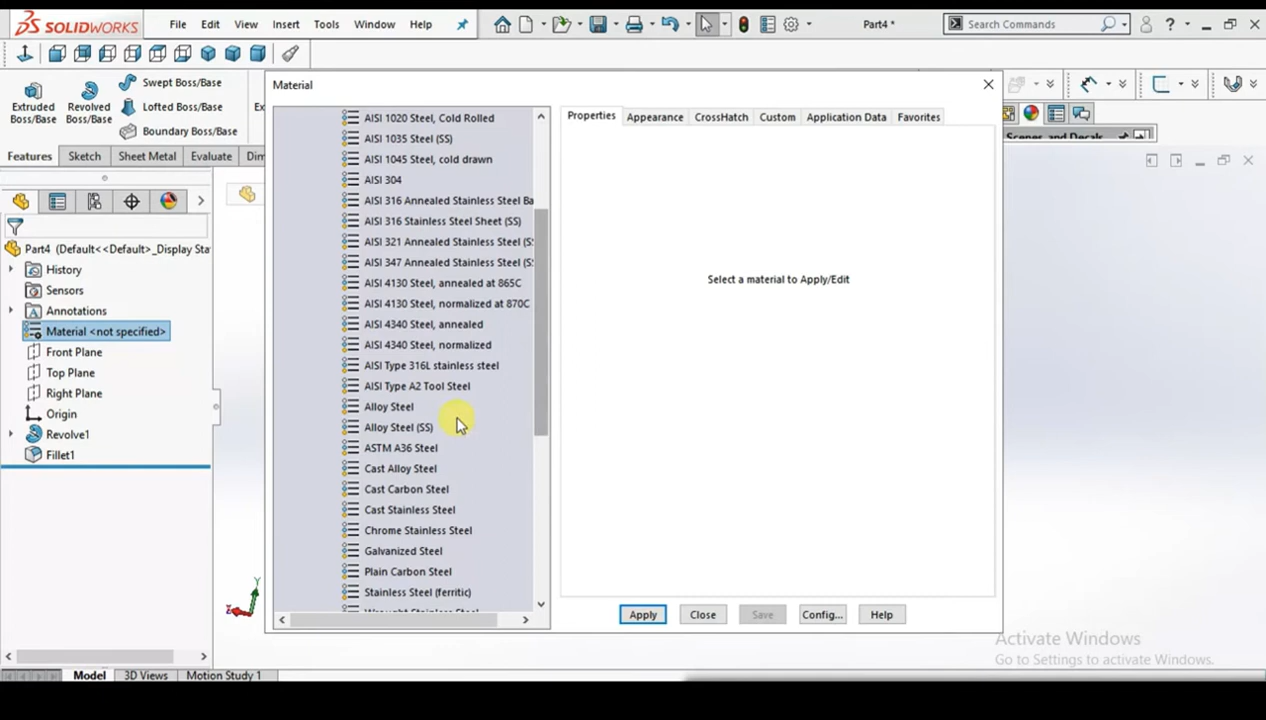 SOLIDWORKS File Edit View Insert Tools Window Help Part4 * Search Commands ?
Extruded Boss/Base
Revolved Boss/Base
Swept Boss/Base
Lofted Boss/Base
Boundary Boss/Base
Features Sketch Sheet Metal Evaluate
Part4 (Default<<Default>_Display Sta
History
Sensors
Annotations
Material <not specified>
Front Plane
Top Plane
Right Plane
Origin
Revolve1
Fillet1
Material
AISI 1020 Steel, Cold Rolled
AISI 1035 Steel (SS)
AISI 1045 Steel, cold drawn
AISI 304
AISI 316 Annealed Stainless Steel Ba
AISI 316 Stainless Steel Sheet (SS)
AISI 321 Annealed Stainless Steel (S
AISI 347 Annealed Stainless Steel (S
AISI 4130 Steel, annealed at 865C
AISI 4130 Steel, normalized at 870C
AISI 4340 Steel, annealed
AISI 4340 Steel, normalized
AISI Type 316L stainless steel
AISI Type A2 Tool Steel
Alloy Steel
Alloy Steel (SS)
ASTM A36 Steel
Cast Alloy Steel
Cast Carbon Steel
Cast Stainless Steel
Chrome Stainless Steel
Galvanized Steel
Plain Carbon Steel
Stainless Steel (ferritic)
Wrought Stainless Steel
Properties Appearance CrossHatch Custom Application Data Favorites
Select a material to Apply/Edit
Apply Close Save Config... Help
Scenes, and Decals
Y
Z
Activate Windows
Go to Settings to activate Windows.
Model 3D Views Motion Study 1